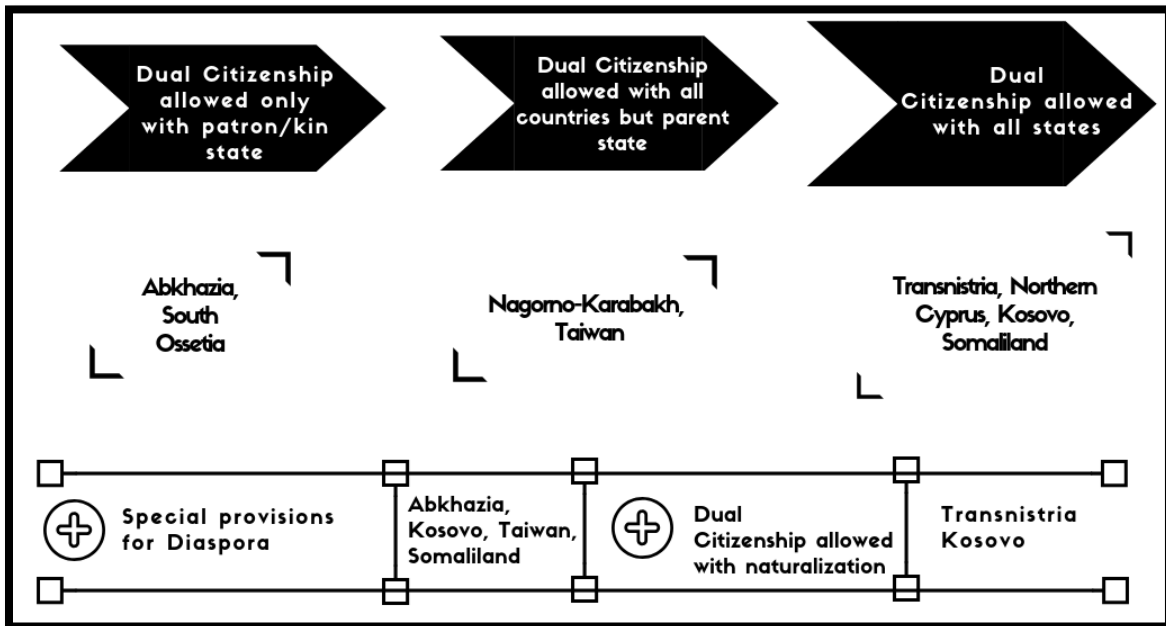 Dual Citizenship
allowed only
with patron/kin
state
Dual Citizenship
allowed with all
countries but parent
state
Dual
Citizenship allowed
with all states
Abkhazia,
South
Ossetia
Nagorno-Karabakh,
Taiwan
Transnistria, Northern
Cyprus, Kosovo,
Somaliland
Special provisions
for Diaspora
Abkhazia,
Kosovo, Taiwan,
Somaliland
Dual
Citizenship allowed
with naturalization
Transnistria
Kosovo